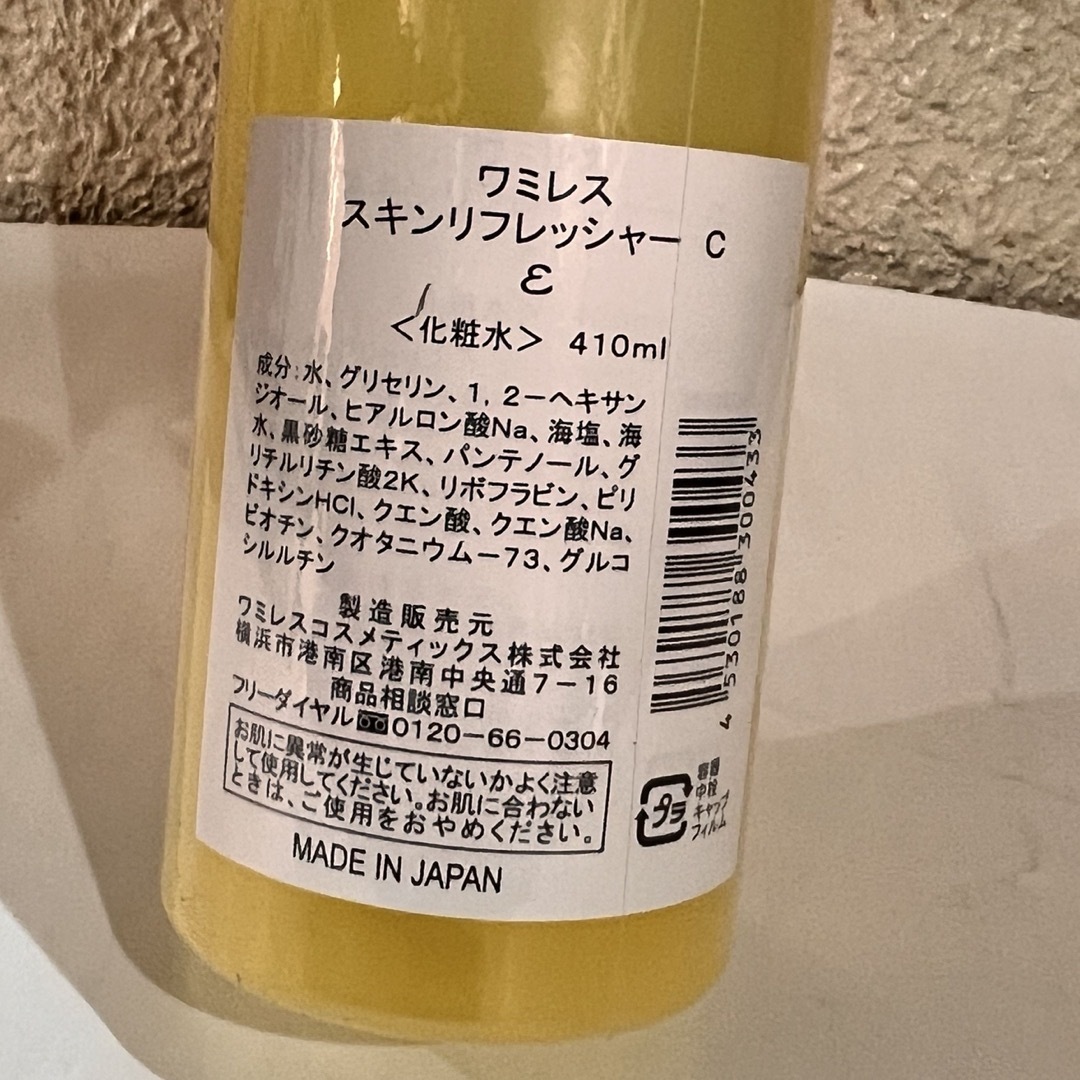 ワミレス
スキンリフレッシャー C
ε
＜化粧水＞ 410ml
成分：水、グリセリン、1，2－ヘキサン
ジオール、ヒアルロン酸Na、海塩、海
水、黒砂糖エキス、パンテノール、グ
リチルリチン酸2K、リボフラビン、ピリ
ドキシンHCl、クエン酸、クエン酸Na、
ビオチン、クオタニウム－73、グルコ
シルルチン
製造販売元
ワミレスコスメティックス株式会社
横浜市港南区港南中央通7－16
商品相談窓口
フリーダイヤル 0120－66－0304
お肌に異常が生じていないかよく注意
して使用してください。お肌に合わない
ときは、ご使用をおやめください。
MADE IN JAPAN
4 530188 300433
プラ
容器
中栓
キャップ
フィルム